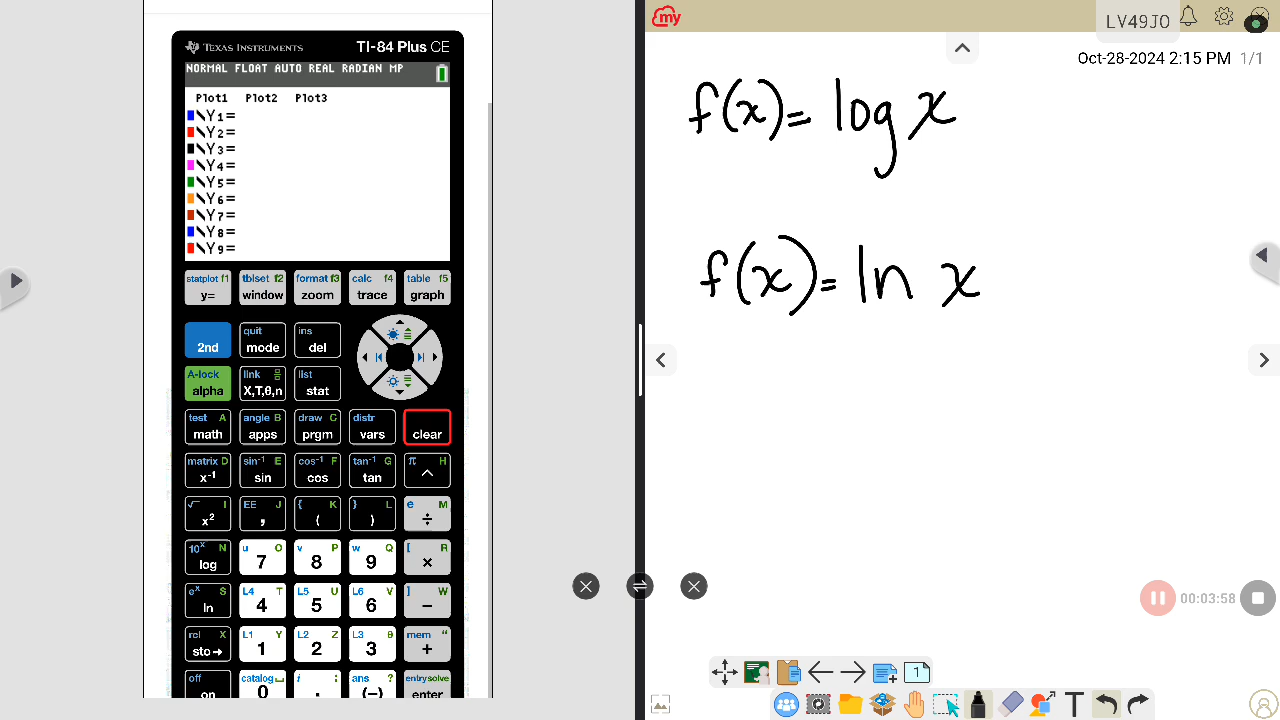 my
LV49JO
Oct-28-2024 2:15 PM 1/1
TEXAS INSTRUMENTS TI-84 Plus CE
NORMAL FLOAT AUTO REAL RADIAN MP
Plot1 Plot2 Plot3
\Y1=
\Y2=
\Y3=
\Y4=
\Y5=
\Y6=
\Y7=
\Y8=
\Y9=
statplot f1 tblset f2 format f3 calc f4 table f5
y= window zoom trace graph
quit ins
2nd mode del
A-lock link list
alpha X,T,θ,n stat
test A angle B draw C distr
math apps prgm vars clear
matrix D sin⁻¹ E cos⁻¹ F tan⁻¹ G π H
x⁻¹ sin cos tan ^
√ I EE J { K } L e M
x² , ( ) ÷
10ˣ N u O v P w Q [ R
log 7 8 9 ×
eˣ S L4 T L5 U L6 V ] W
ln 4 5 6 −
rcl X L1 Y L2 Z L3 θ mem "
sto→ 1 2 3 +
off catalog i : ans ? entry solve
on 0 . (−) enter
f(x)= log x
f(x)= ln x
00:03:58
1
T